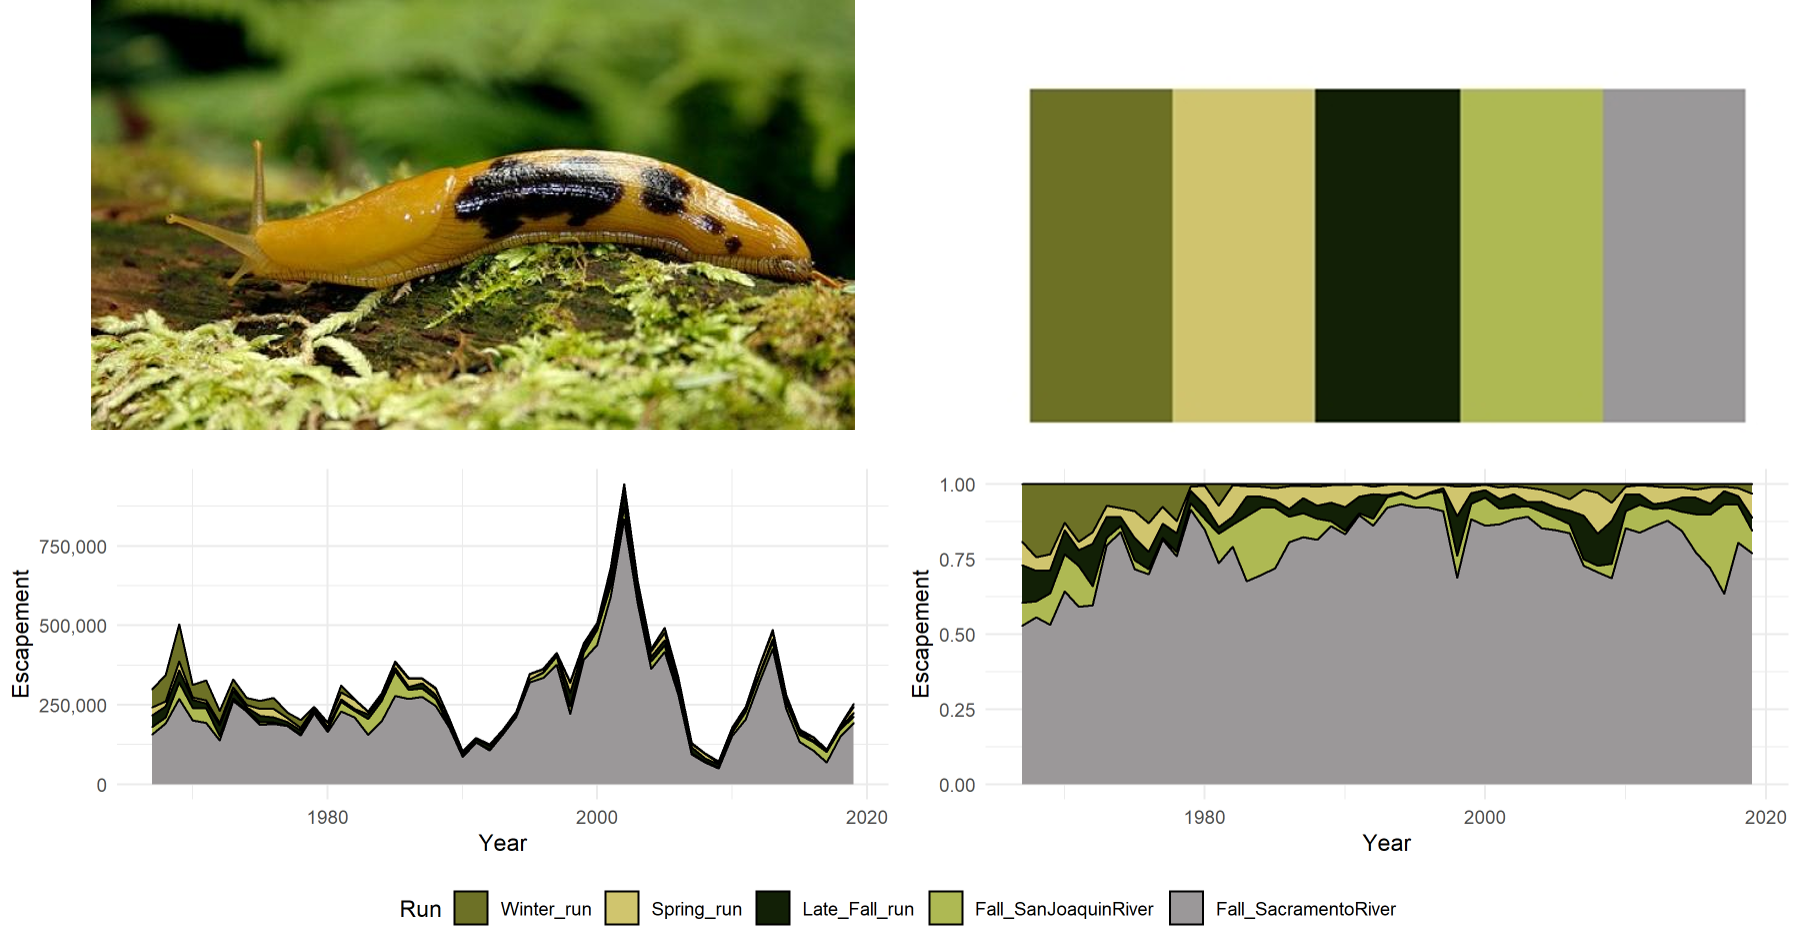 750,000
500,000
250,000
0
Escapement
1980
2000
2020
Year
1.00
0.75
0.50
0.25
0.00
Escapement
1980
2000
2020
Year
Run
Winter_run
Spring_run
Late_Fall_run
Fall_SanJoaquinRiver
Fall_SacramentoRiver